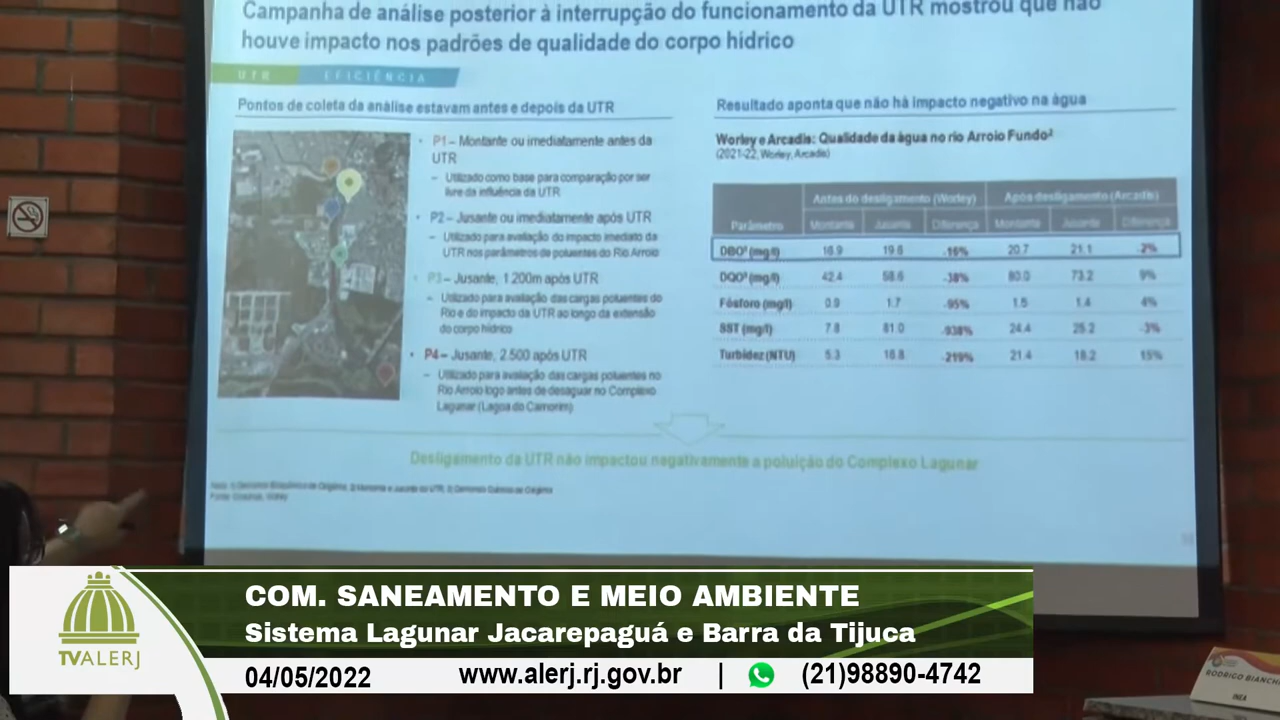 Campanha de análise posterior à interrupção do funcionamento da UTR mostrou que não
houve impacto nos padrões de qualidade do corpo hídrico
UTR EFICIÊNCIA
Pontos de coleta da análise estavam antes e depois da UTR
P1 – Montante ou imediatamente antes da
UTR
– Utilizado como base para comparação por ser
livre da influência da UTR
P2 – Jusante ou imediatamente após UTR
– Utilizado para avaliação do impacto imediato da
UTR nos parâmetros de poluentes do Rio Arroio
P3 – Jusante, 1.200m após UTR
– Utilizado para avaliação das cargas poluentes do
Rio e do impacto da UTR ao longo da extensão
do corpo hídrico
P4 – Jusante, 2.500 após UTR
– Utilizado para avaliação das cargas poluentes no
Rio Arroio logo antes de desaguar no Complexo
Lagunar (Lagoa do Camorim)
Resultado aponta que não há impacto negativo na água
Worley e Arcadis: Qualidade da água no rio Arroio Fundo²
(2021-22, Worley, Arcadis)
Antes do desligamento (Worley) Após desligamento (Arcadis)
Parâmetro Montante Jusante Diferença Montante Jusante Diferença
DBO¹ (mg/l) 16.9 19.6 -16% 20.7 21.1 -2%
DQO³ (mg/l) 42.4 58.6 -38% 80.0 73.2 9%
Fósforo (mg/l) 0.9 1.7 -95% 1.5 1.4 4%
SST (mg/l) 7.8 81.0 -938% 24.4 25.2 -3%
Turbidez (NTU) 5.3 16.8 -219% 21.4 18.2 15%
Desligamento da UTR não impactou negativamente a poluição do Complexo Lagunar
COM. SANEAMENTO E MEIO AMBIENTE
Sistema Lagunar Jacarepaguá e Barra da Tijuca
TVALERJ
04/05/2022 www.alerj.rj.gov.br | (21)98890-4742
RODRIGO BIANCH
INEA